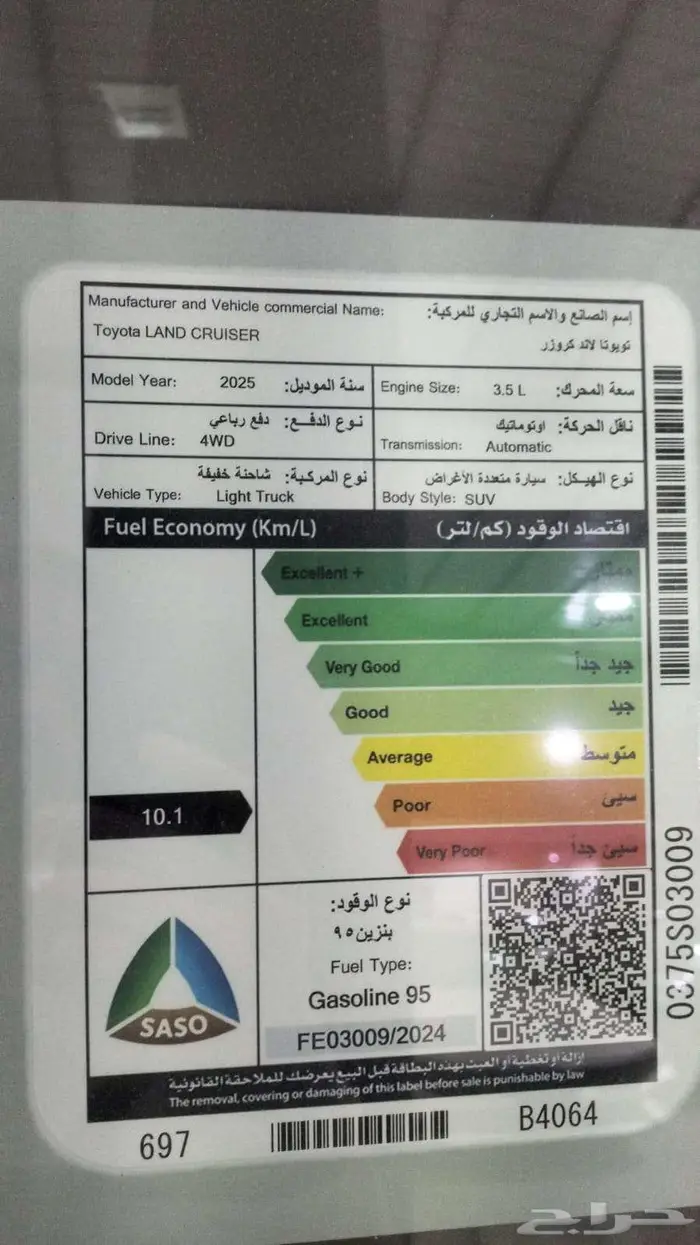 Manufacturer and Vehicle commercial Name: إسم الصانع والاسم التجاري للمركبة:
Toyota LAND CRUISER تويوتا لاند كروزر
Model Year: 2025 سنة الموديل:
Engine Size: 3.5 L سعة المحرك:
نوع الدفع: دفع رباعي
Drive Line: 4WD
ناقل الحركة: اوتوماتيك
Transmission: Automatic
نوع المركبة: شاحنة خفيفة
Vehicle Type: Light Truck
نوع الهيكل: سيارة متعددة الأغراض
Body Style: SUV
Fuel Economy (Km/L) اقتصاد الوقود (كم/لتر)
Excellent + ممتاز
Excellent
Very Good جيد جداً
Good جيد
Average متوسط
10.1
Poor سيئ
Very Poor سيئ جداً
SASO
نوع الوقود:
بنزين ٩٥
Fuel Type:
Gasoline 95
FE03009/2024
إزالة أو تغطية أو العبث بهذه البطاقة قبل البيع يعرضك للملاحقة القانونية
The removal, covering or damaging of this label before sale is punishable by law
697
B4064
0375S03009
حراج